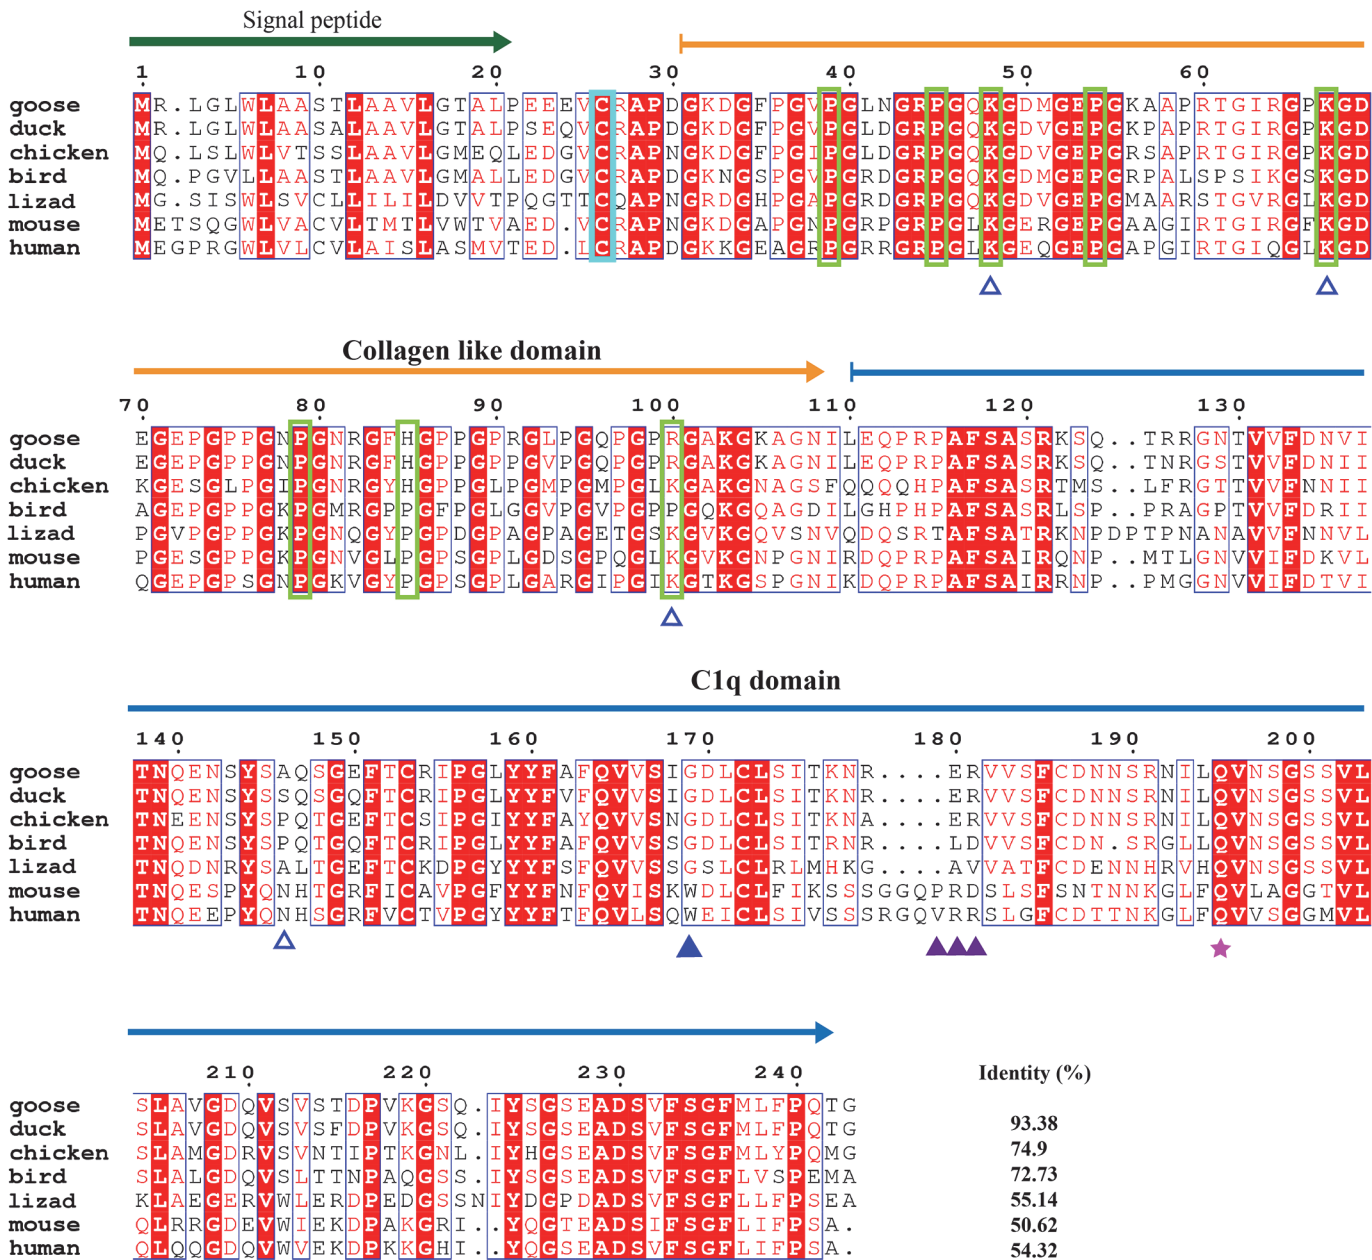 Signal peptide
1 10 20 30 40 50 60
goose MR.LGLWLAASTLAAVLGTALPEEEVCRAPDGKDGFPGVPGLNGRPGQKGDMGEPGKAAPRTGIRGPKGD
duck MR.LGLWLAASALAAVLGTALPSEQVCRAPDGKDGFPGVPGLDGRPGQKGDVGEPGKPAPRTGIRGPKGD
chicken MQ.LSLWLVTSSLAAVLGMEQLEDGVCRAPNGKDGFPGIPGLDGRPGQKGDVGEPGRSAPRTGIRGPKGD
bird MQ.PGVLLAASTLAAVLGMALLEDGVCRAPDGKNGSPGVPGRDGRPGQKGDVGEPGRPALSPSIKGSKGD
lizad MG.SISWLSVCLLILILDVVTPQGTTCQAPNGRDGHPGAPGRDGRPGQKGDVGEPGMAARSTGVRGLKGD
mouse METSQGWLVACVLTMTLVWTVAED.VCRAPNGKDGAPGNPGRPGRPGLKGERGEPGAAGIRTGIRGFKGD
human MEGPRGWLVLCVLAISLASMVTED.LCRAPDGKKGEAGRPGRRGRPGLKGEQGEPGAPGIRTGIQGLKGD
Collagen like domain
70 80 90 100 110 120 130
goose EGEPGPPGNPGNRGFHGPPGPRGLPGQPGPRGAKGKAGNILEQPRPAFSASRKSQ..TRRGNTVVFDNVI
duck EGEPGPPGNPGNRGFHGPPGPPGVPGQPGPRGAKGKAGNILEQPRPAFSASRKSQ..TNRGSTVVFDNII
chicken KGESGLPGIPGNRGYHGPPGLPGMPGMPGLKGAKGNAGSFQQQQHPAFSASRTMS..LFRGTTVVFNNII
bird AGEPGPPGKPGMRGPPGFPGLGGVPGVPGPPGQKGQAGDILGHPHPAFSASRLSP..PRAGPTVVFDRII
lizad PGVPGPPGKPGNQGYPGPDGPAGPAGETGSKGVKGQVSNVQDQSRTAFSATRKNPDPTPNANAVVFNNVL
mouse PGESGPPGKPGNVGLPGPSGPLGDSGPQGLKGVKGNPGNIRDQPRPAFSAIRQNP..MTLGNVVIFDKVL
human QGEPGPSGNPGKVGYPGPSGPLGARGIPGIKGTKGSPGNIKDQPRPAFSAIRRNP..PMGGNVVIFDTVI
C1q domain
140 150 160 170 180 190 200
goose TNQENSYSAQSGEFTCRIPGLYYFAFQVVSIGDLCLSITKNR....ERVVSFCDNNSRNILQVNSGSSVL
duck TNQENSYSSQSGQFTCRIPGLYYFVFQVVSIGDLCLSITKNR....ERVVSFCDNNSRNILQVNSGSSVL
chicken TNEENSYSPQTGEFTCSIPGIYYFAYQVVSNGDLCLSITKNA....ERVVSFCDNNSRNILQVNSGSSVL
bird TNQENSYSPQTGQFTCRIPGLYYFAFQVVSSGDLCLSITRNR....LDVVSFCDN.SRGLLQVNSGSSVL
lizad TNQDNRYSALTGEFTCKDPGYYYFSFQVVSSGSLCLRLMHKG....AVVATFCDENNHRVHQVNSGSSVL
mouse TNQESPYQNHTGRFICAVPGFYYFNFQVISKWDLCLFIKSSSGGQPRDSLSFSNTNNKGLFQVLAGGTVL
human TNQEEPYQNHSGRFVCTVPGYYYFTFQVLSQWEICLSIVSSSRGQVRRSLGFCDTTNKGLFQVVSGGMVL
210 220 230 240 Identity (%)
goose SLAVGDQVSVSTDPVKGSQ.IYSGSEADSVFSGFMLFPQTG
duck SLAVGDQVSVSFDPVKGSQ.IYSGSEADSVFSGFMLFPQTG 93.38
chicken SLAMGDRVSVNTIPTKGNL.IYHGSEADSVFSGFMLYPQMG 74.9
bird SLALGDQVSLTTNPAQGSS.IYSGSEADSVFSGFLVSPEMA 72.73
lizad KLAEGERVWLERDPEDGSSNIYDGPDADSVFSGFLLFPSEA 55.14
mouse QLRRGDEVWIEKDPAKGRI..YQGTEADSIFSGFLIFPSA. 50.62
human QLQQGDQVWVEKDPKKGHI..YQGSEADSVFSGFLIFPSA. 54.32